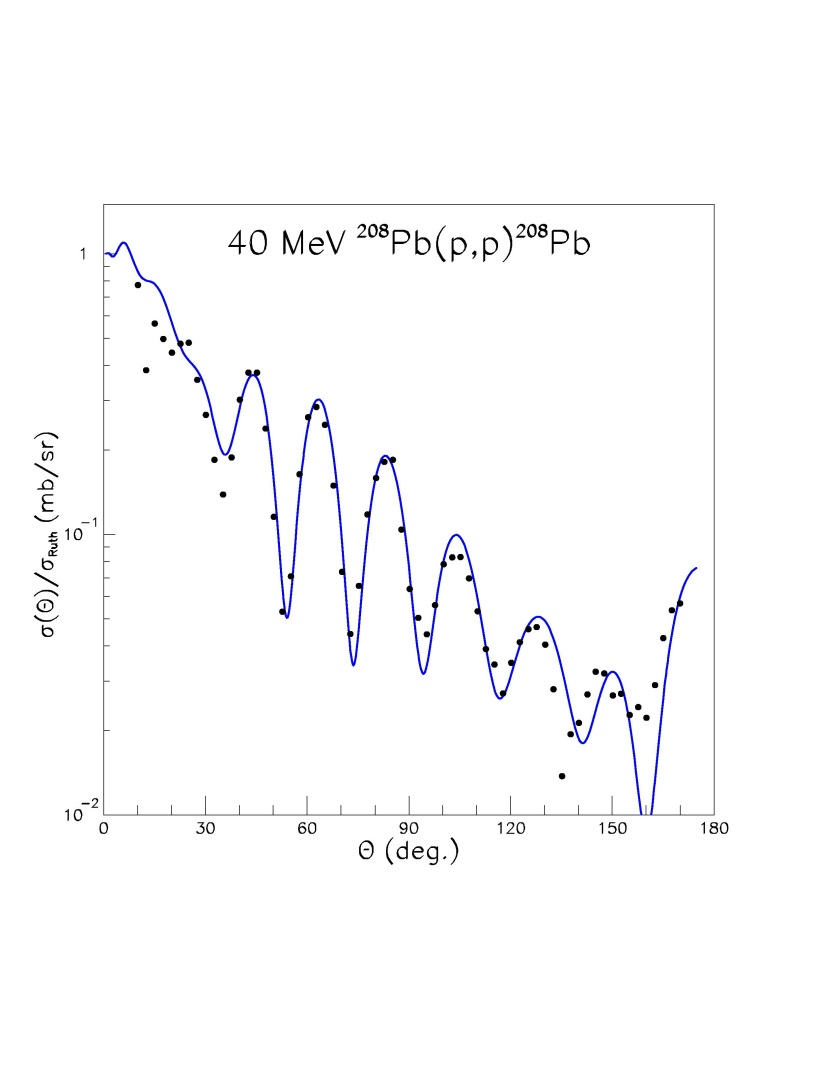 40 MeV ²⁰⁸Pb(p,p)²⁰⁸Pb
σ(Θ)/σRuth (mb/sr)
1
10⁻¹
10⁻²
0 30 60 90 120 150 180
Θ (deg.)